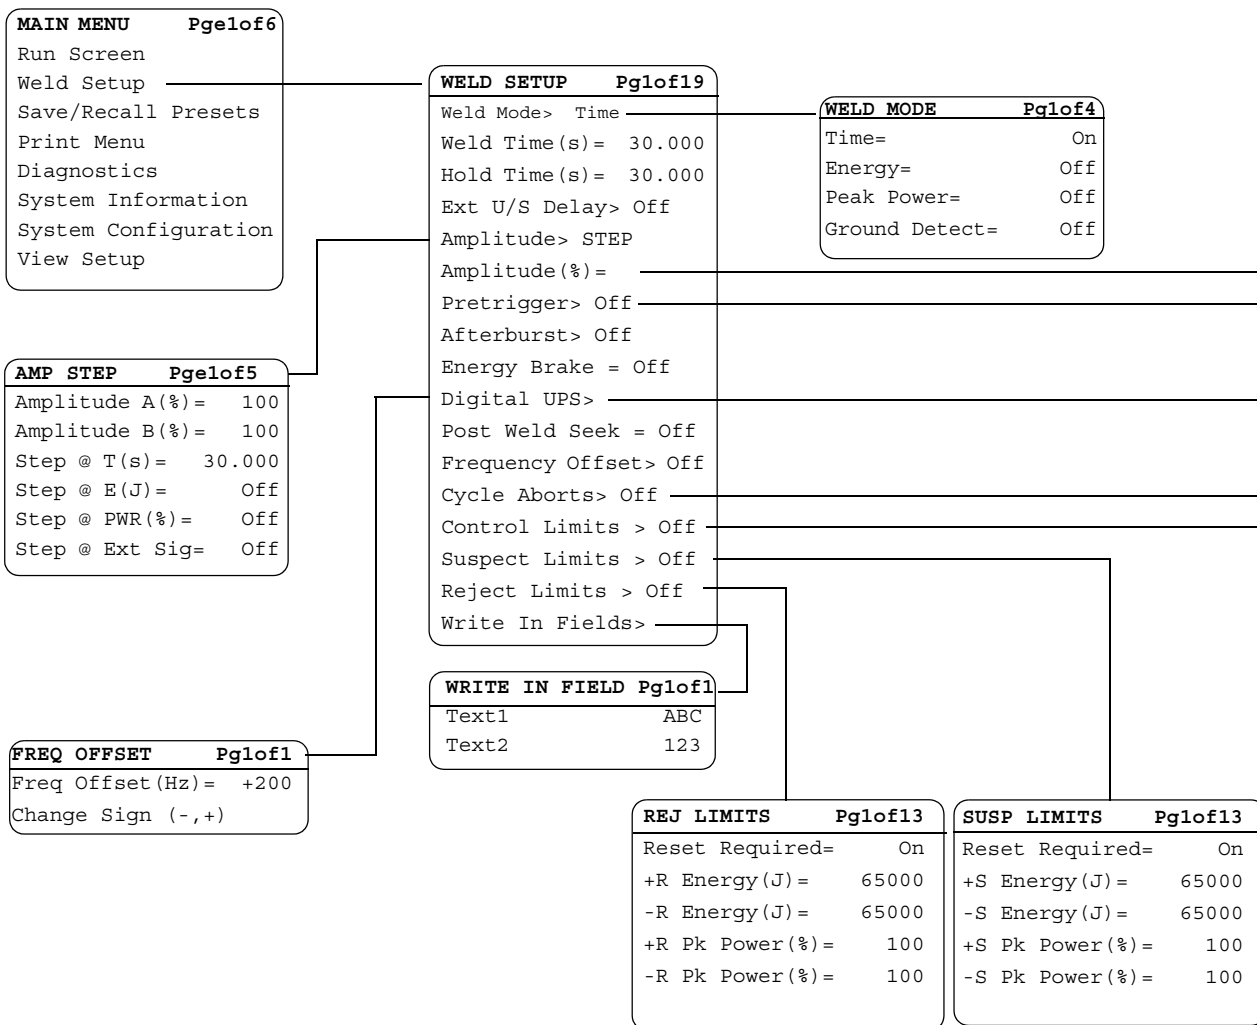 MAIN MENU Pge1of6
Run Screen
Weld Setup
Save/Recall Presets
Print Menu
Diagnostics
System Information
System Configuration
View Setup
WELD SETUP Pg1of19
Weld Mode> Time
Weld Time(s)= 30.000
Hold Time(s)= 30.000
Ext U/S Delay> Off
Amplitude> STEP
Amplitude(%)=
Pretrigger> Off
Afterburst> Off
Energy Brake = Off
Digital UPS>
Post Weld Seek = Off
Frequency Offset> Off
Cycle Aborts> Off
Control Limits > Off
Suspect Limits > Off
Reject Limits > Off
Write In Fields>
WELD MODE Pg1of4
Time= On
Energy= Off
Peak Power= Off
Ground Detect= Off
AMP STEP Pge1of5
Amplitude A(%)= 100
Amplitude B(%)= 100
Step @ T(s)= 30.000
Step @ E(J)= Off
Step @ PWR(%)= Off
Step @ Ext Sig= Off
WRITE IN FIELD Pg1of1
Text1 ABC
Text2 123
FREQ OFFSET Pg1of1
Freq Offset(Hz)= +200
Change Sign (-,+)
REJ LIMITS Pg1of13
Reset Required= On
+R Energy(J)= 65000
-R Energy(J)= 65000
+R Pk Power(%)= 100
-R Pk Power(%)= 100
SUSP LIMITS Pg1of13
Reset Required= On
+S Energy(J)= 65000
-S Energy(J)= 65000
+S Pk Power(%)= 100
-S Pk Power(%)= 100